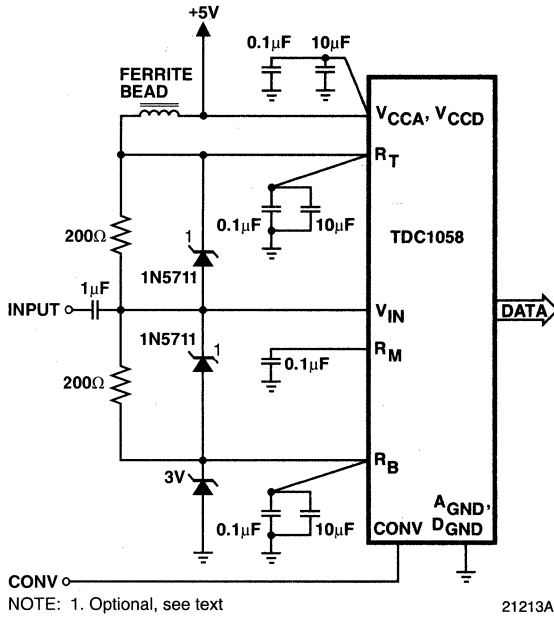 +5V
0.1μF 10μF
FERRITE
BEAD
VCCA, VCCD
RT
200Ω
0.1μF 10μF
1
TDC1058
1N5711
1μF
INPUT
VIN
DATA
1N5711
1
RM
0.1μF
200Ω
3V
RB
0.1μF 10μF
AGND,
CONV DGND
CONV
NOTE: 1. Optional, see text
21213A